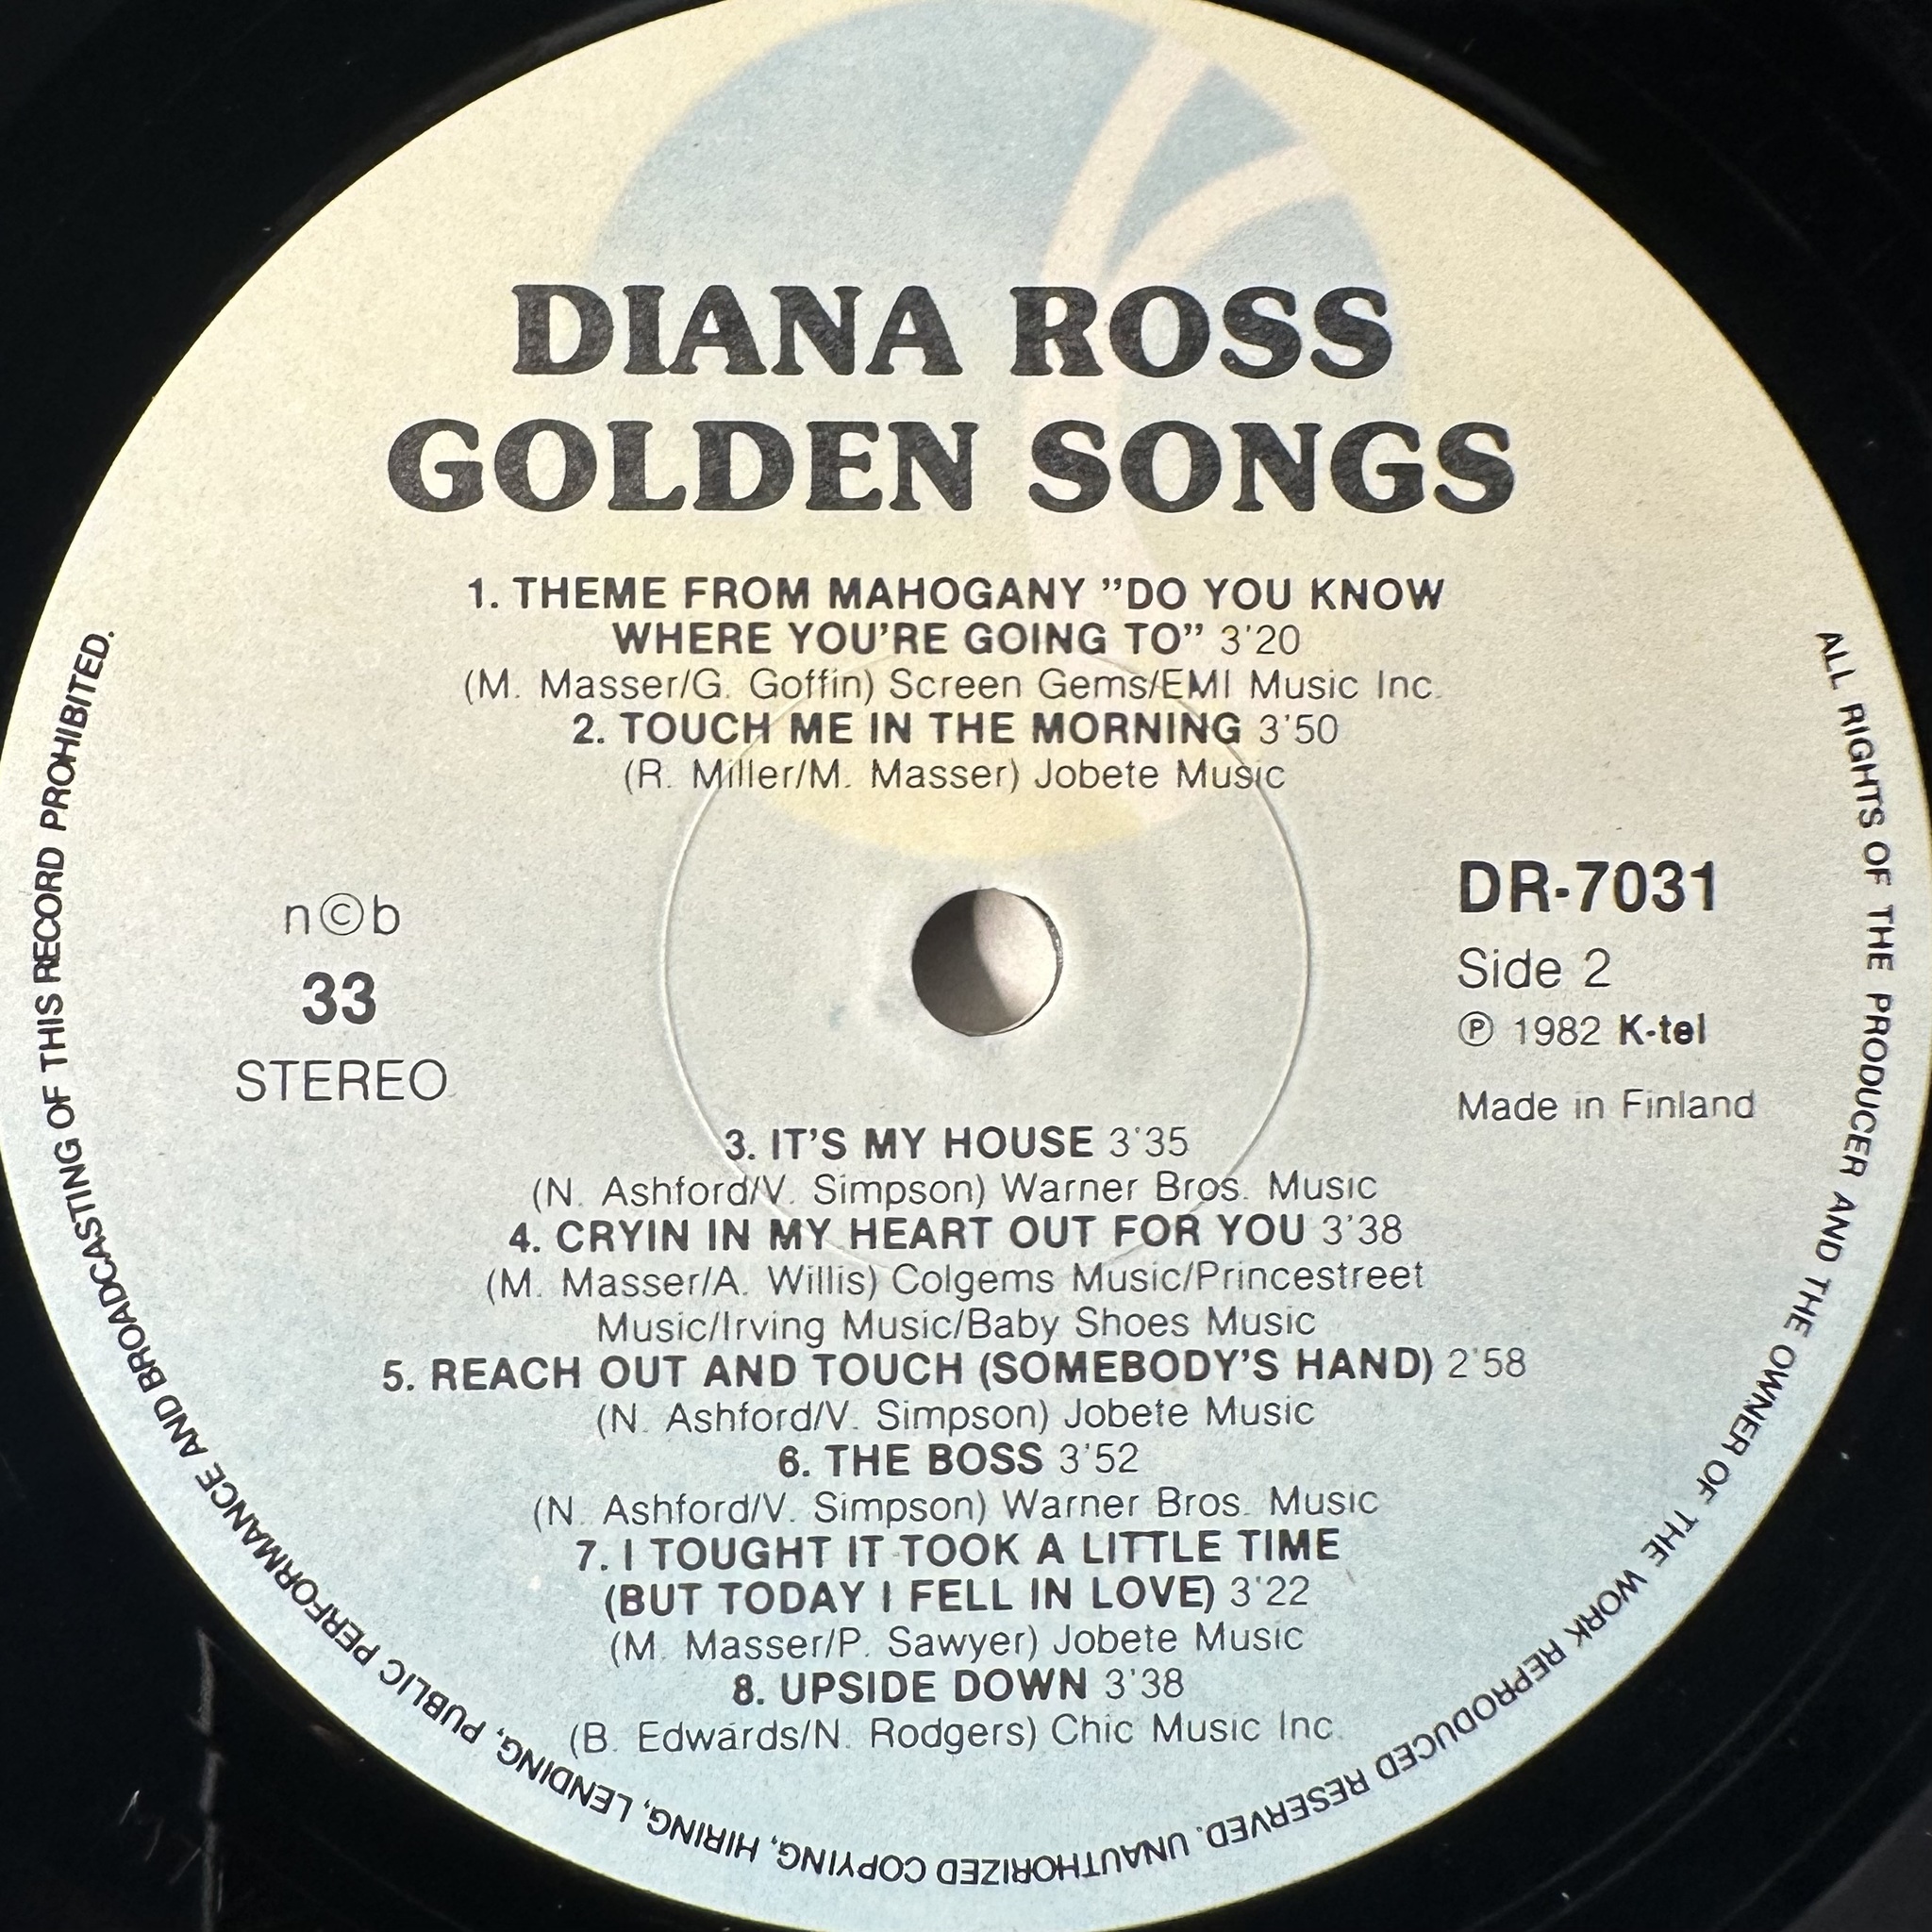 DIANA ROSS
GOLDEN SONGS
1. THEME FROM MAHOGANY ”DO YOU KNOW
WHERE YOU’RE GOING TO” 3'20
(M. Masser/G. Goffin) Screen Gems/EMI Music Inc.
2. TOUCH ME IN THE MORNING 3'50
(R. Miller/M. Masser) Jobete Music
n©b
33
STEREO
DR-7031
Side 2
℗ 1982 K-tel
Made in Finland
3. IT’S MY HOUSE 3'35
(N. Ashford/V. Simpson) Warner Bros. Music
4. CRYIN IN MY HEART OUT FOR YOU 3'38
(M. Masser/A. Willis) Colgems Music/Princestreet
Music/Irving Music/Baby Shoes Music
5. REACH OUT AND TOUCH (SOMEBODY’S HAND) 2'58
(N. Ashford/V. Simpson) Jobete Music
6. THE BOSS 3'52
(N. Ashford/V. Simpson) Warner Bros. Music
7. I TOUGHT IT TOOK A LITTLE TIME
(BUT TODAY I FELL IN LOVE) 3'22
(M. Masser/P. Sawyer) Jobete Music
8. UPSIDE DOWN 3'38
(B. Edwards/N. Rodgers) Chic Music Inc.
ALL RIGHTS OF THE PRODUCER AND THE OWNER OF THE WORK REPRODUCED RESERVED. UNAUTHORIZED COPYING, HIRING, LENDING, PUBLIC PERFORMANCE AND BROADCASTING OF THIS RECORD PROHIBITED.